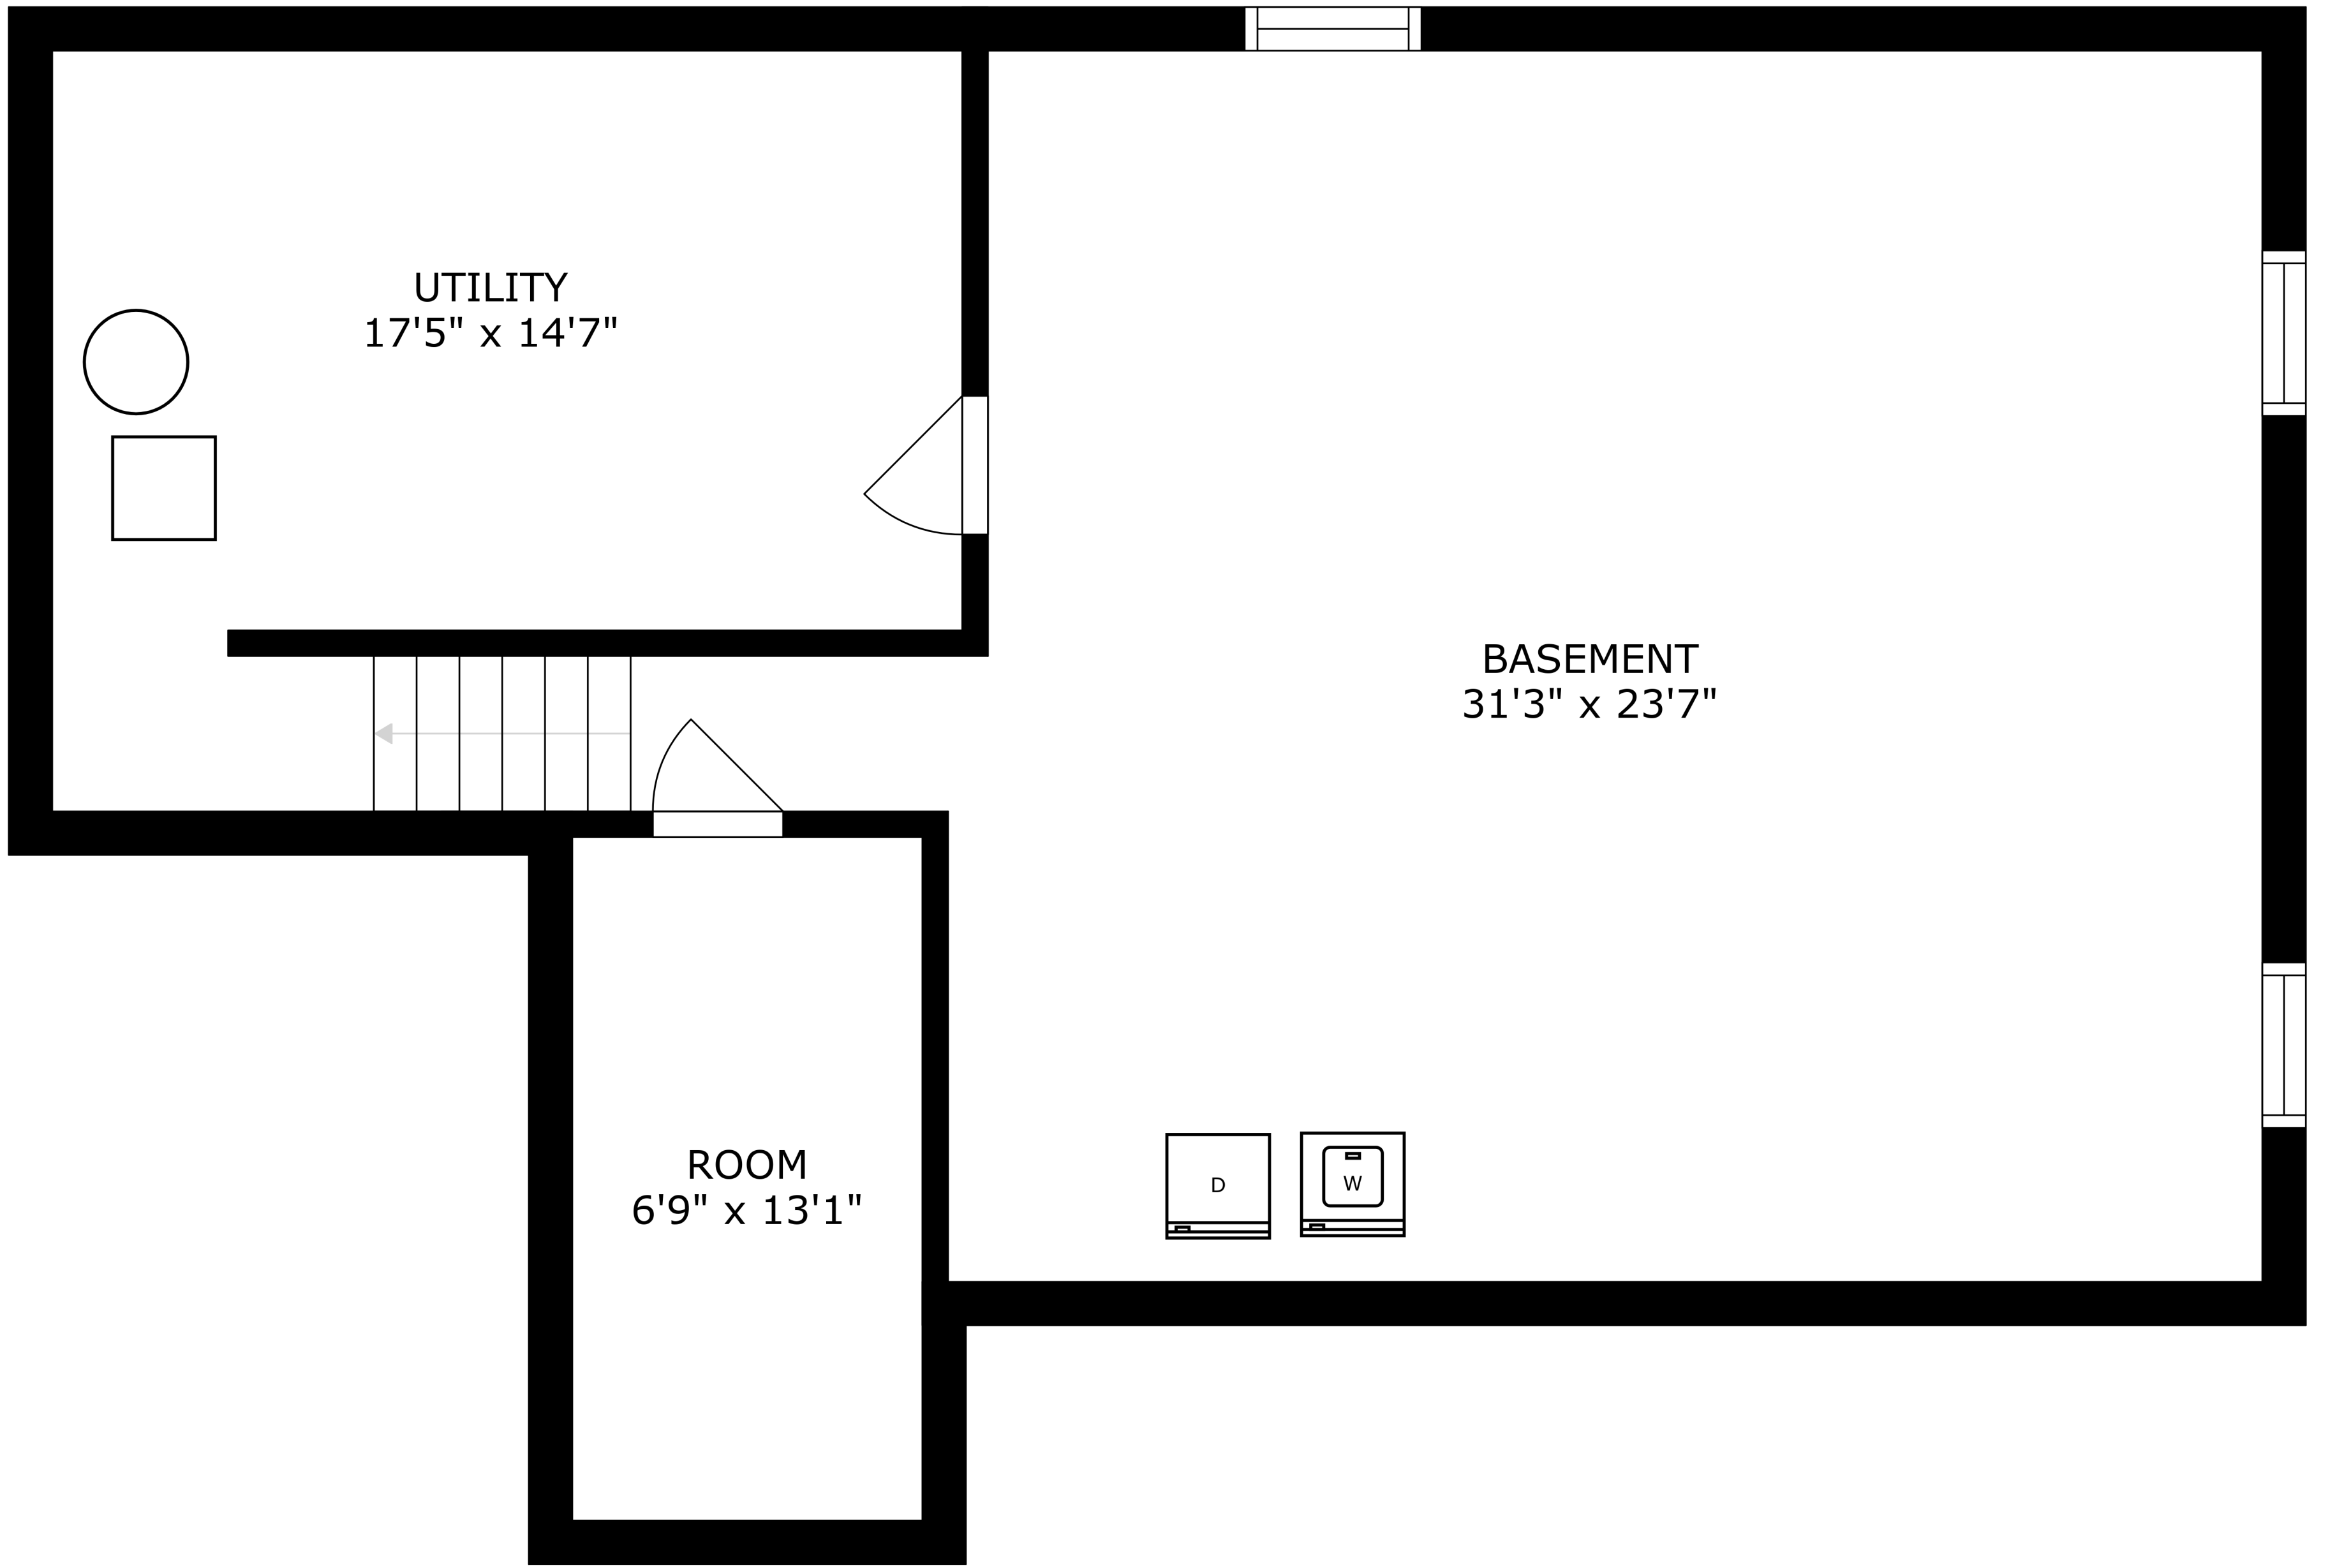 UTILITY
17'5" x 14'7"
BASEMENT
31'3" x 23'7"
ROOM
6'9" x 13'1"
D
W